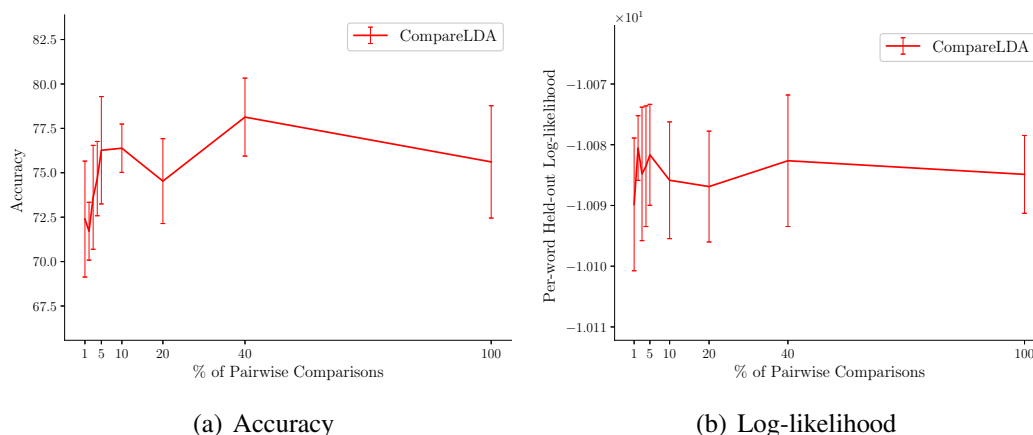 82.5
80.0
77.5
75.0
72.5
70.0
67.5
Accuracy
CompareLDA
1 5 10 20 40 100
% of Pairwise Comparisons
(a) Accuracy
×10¹
−1.007
−1.008
−1.009
−1.010
−1.011
Per-word Held-out Log-likelihood
CompareLDA
1 5 10 20 40 100
% of Pairwise Comparisons
(b) Log-likelihood